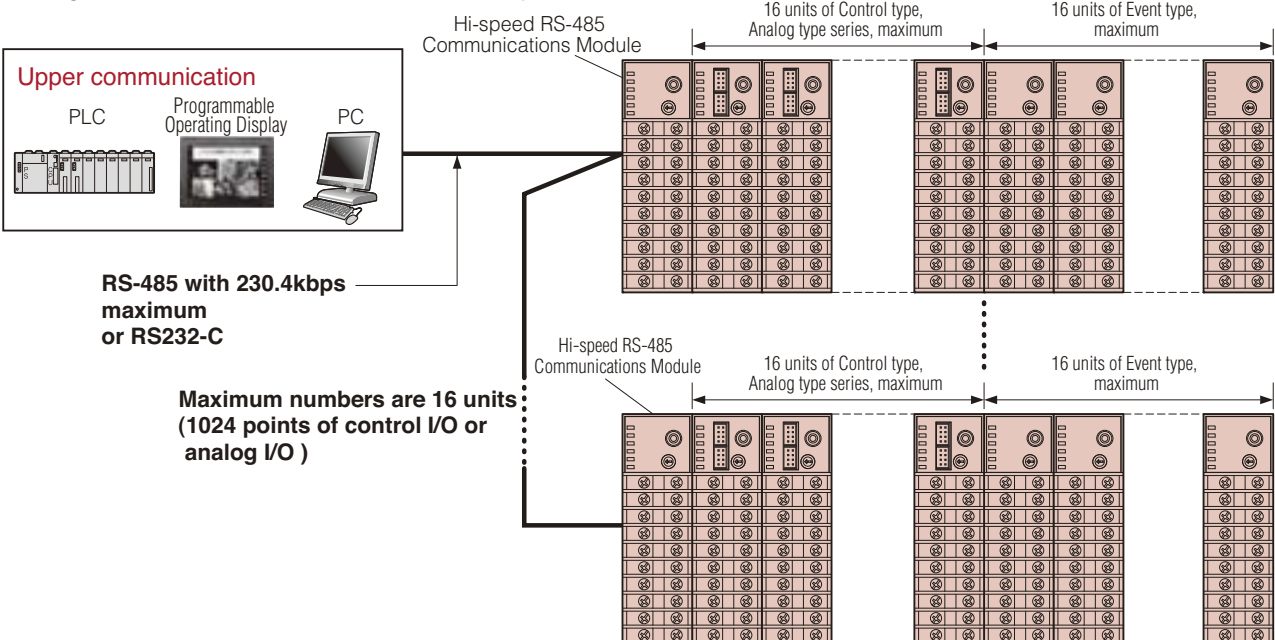 Hi-speed RS-485
Communications Module
16 units of Control type,
Analog type series, maximum
16 units of Event type,
maximum
Upper communication
PLC
Programmable
Operating Display
PC
RS-485 with 230.4kbps
maximum
or RS232-C
Hi-speed RS-485
Communications Module
16 units of Control type,
Analog type series, maximum
16 units of Event type,
maximum
Maximum numbers are 16 units
(1024 points of control I/O or
analog I/O )